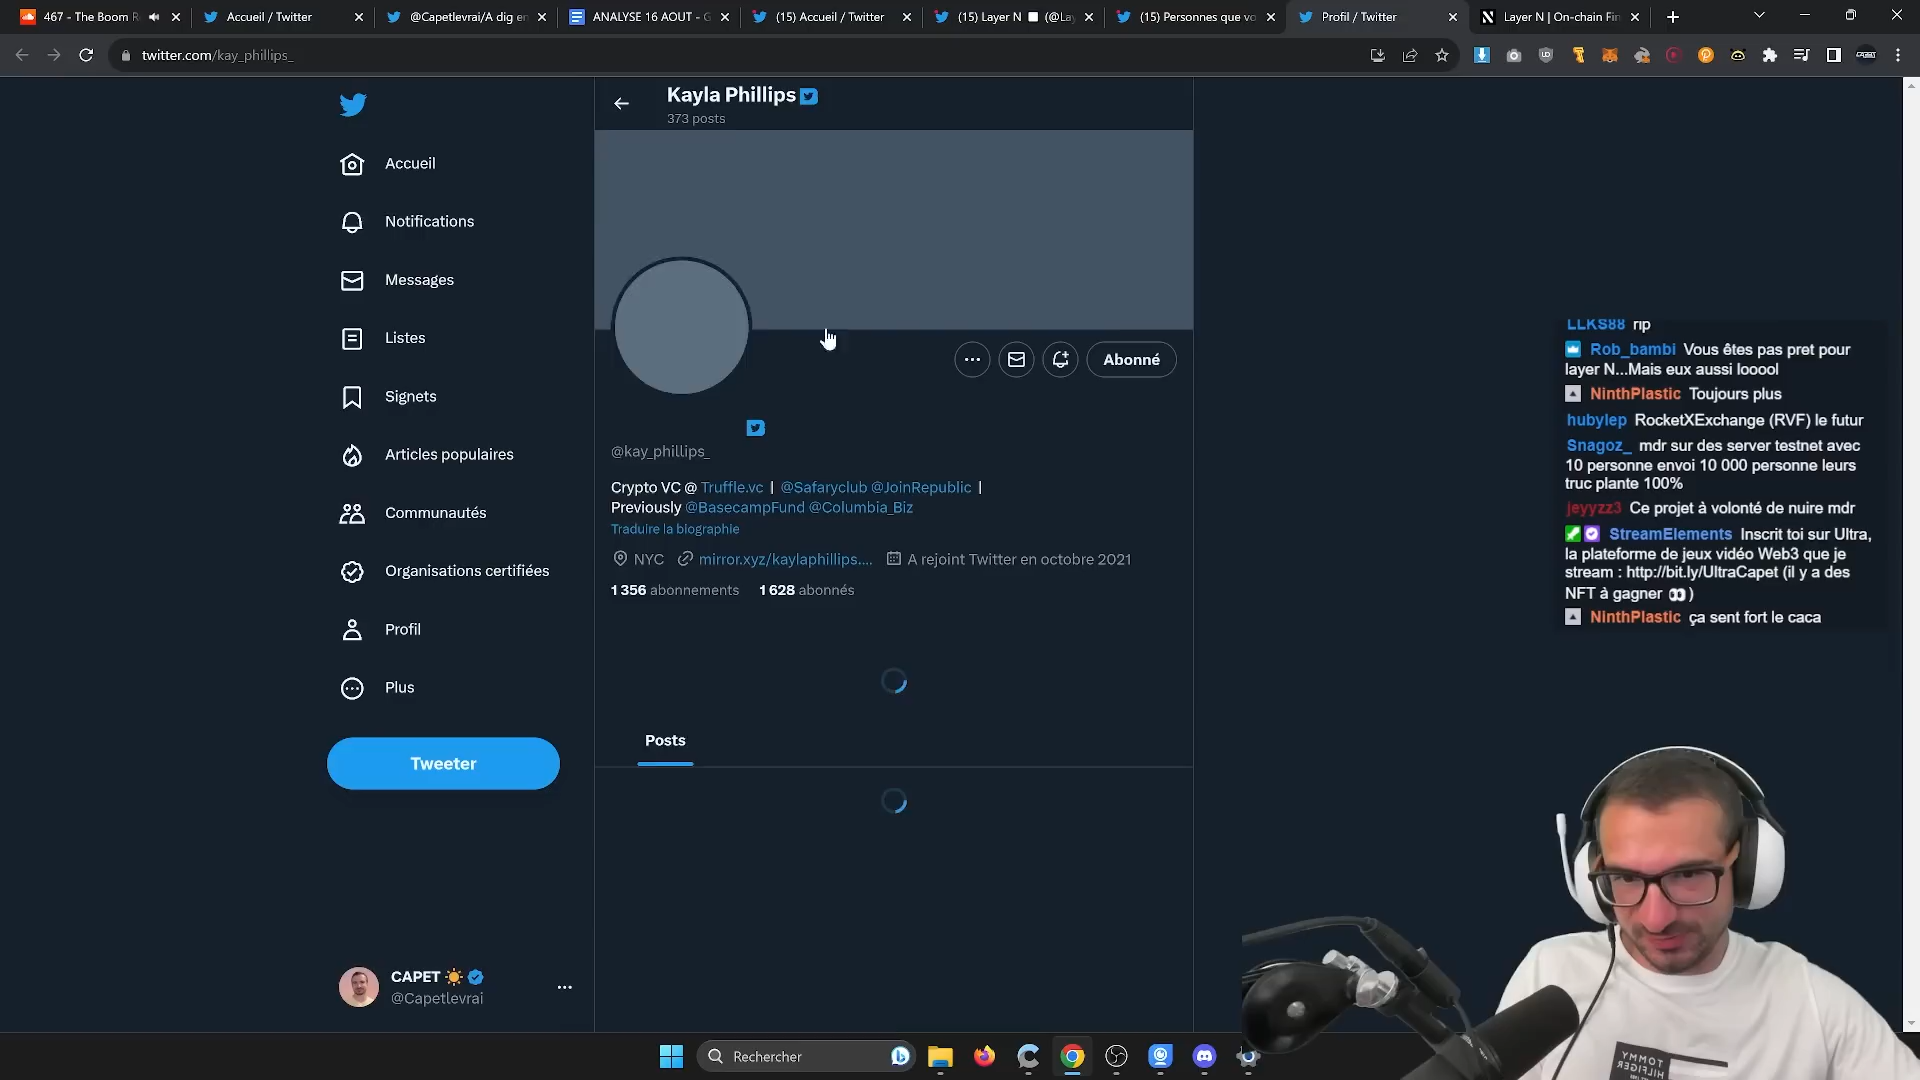 467 - The Boom R
Accueil / Twitter
@Capetlevrai/A dig en
ANALYSE 16 AOUT - G
(15) Accueil / Twitter
(15) Layer N (@Lay
(15) Personnes que vo
Profil / Twitter
Layer N | On-chain Fin
twitter.com/kay_phillips_
Kayla Phillips
373 posts
Accueil
Notifications
Messages
Listes
Signets
Articles populaires
Communautés
Organisations certifiées
Profil
Plus
Tweeter
CAPET
@Capetlevrai
Abonné
@kay_phillips_
Crypto VC @ Truffle.vc | @Safaryclub @JoinRepublic |
Previously @BasecampFund @Columbia_Biz
Traduire la biographie
NYC mirror.xyz/kaylaphillips.... A rejoint Twitter en octobre 2021
1 356 abonnements 1 628 abonnés
Posts
LLKS88 rip
Rob_bambi Vous êtes pas pret pour
layer N...Mais eux aussi looool
NinthPlastic Toujours plus
hubylep RocketXExchange (RVF) le futur
Snagoz_ mdr sur des server testnet avec
10 personne envoi 10 000 personne leurs
truc plante 100%
jeyyzz3 Ce projet à volonté de nuire mdr
StreamElements Inscrit toi sur Ultra,
la plateforme de jeux vidéo Web3 que je
stream : http://bit.ly/UltraCapet (il y a des
NFT à gagner 👀 )
NinthPlastic ça sent fort le caca
Rechercher
TOMMY
HILFIGER